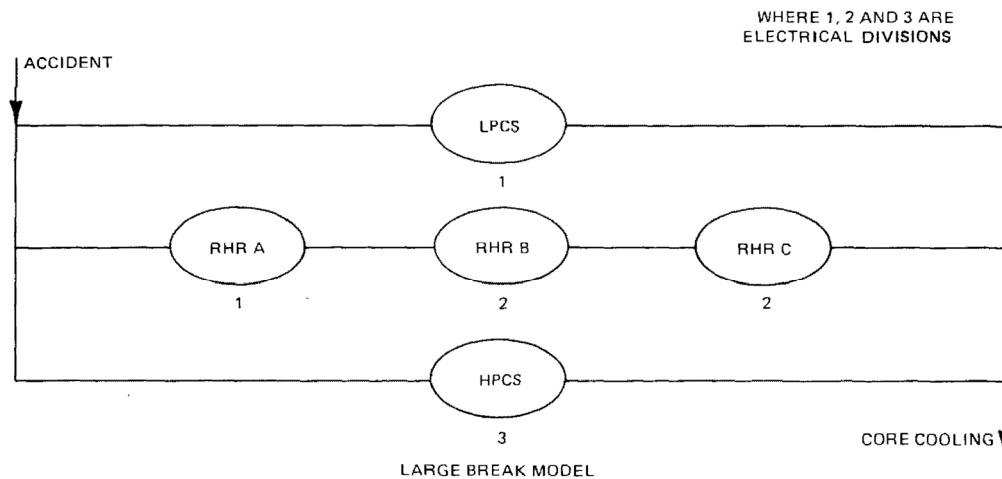 WHERE 1, 2 AND 3 ARE
ELECTRICAL DIVISIONS
ACCIDENT
LPCS
1
RHR A
RHR B
RHR C
1
2
2
HPCS
3
CORE COOLING
LARGE BREAK MODEL